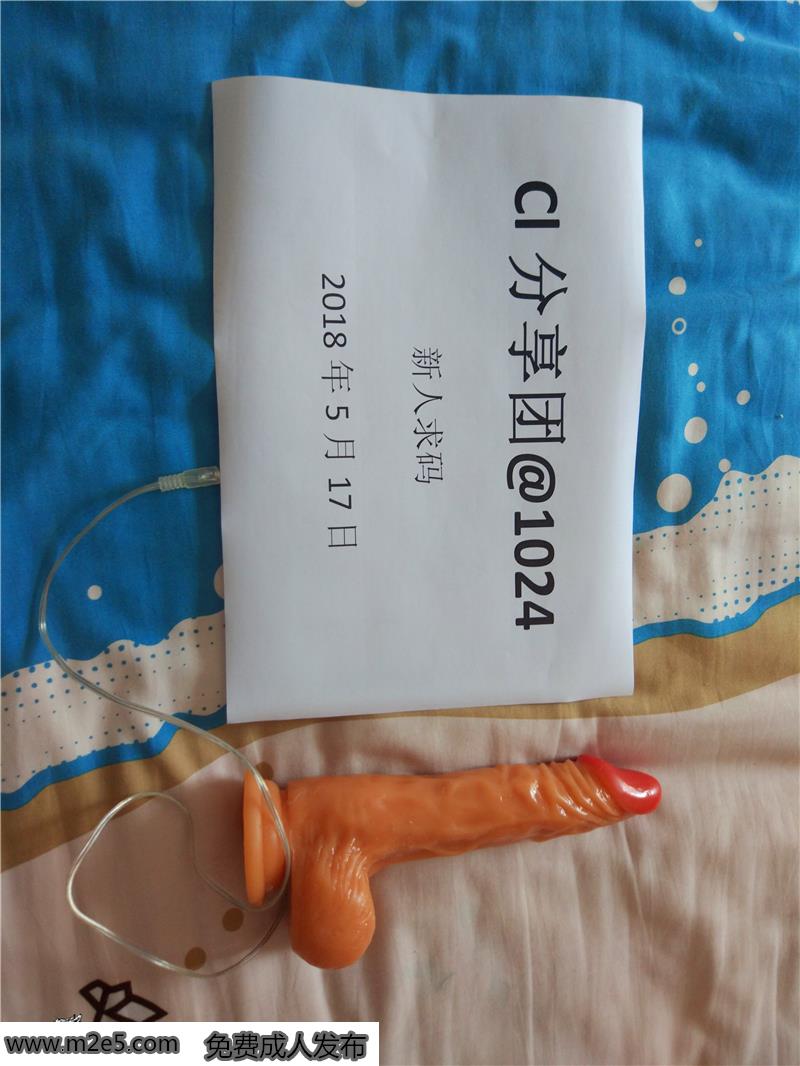 Cl 分享团@1024
新人求码
2018 年 5 月 17 日
www.m2e5.com 免费成人发布